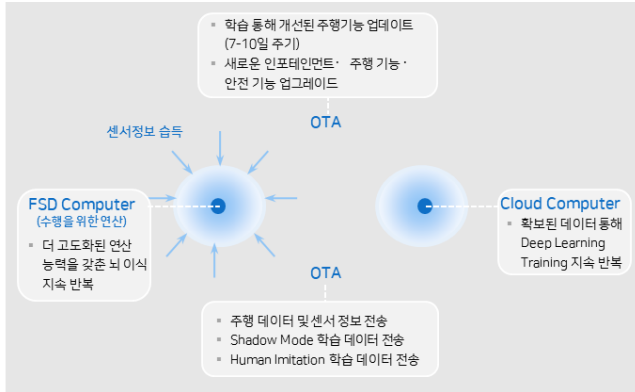 ▪ 학습 통해 개선된 주행기능 업데이트
(7-10일 주기)
▪ 새로운 인포테인먼트· 주행 기능·
안전 기능 업그레이드
OTA
센서정보 습득
FSD Computer
(수행을 위한 연산)
▪ 더 고도화된 연산
능력을 갖춘 뇌 이식
지속 반복
Cloud Computer
▪ 확보된 데이터 통해
Deep Learning
Training 지속 반복
OTA
▪ 주행 데이터 및 센서 정보 전송
▪ Shadow Mode 학습 데이터 전송
▪ Human Imitation 학습 데이터 전송